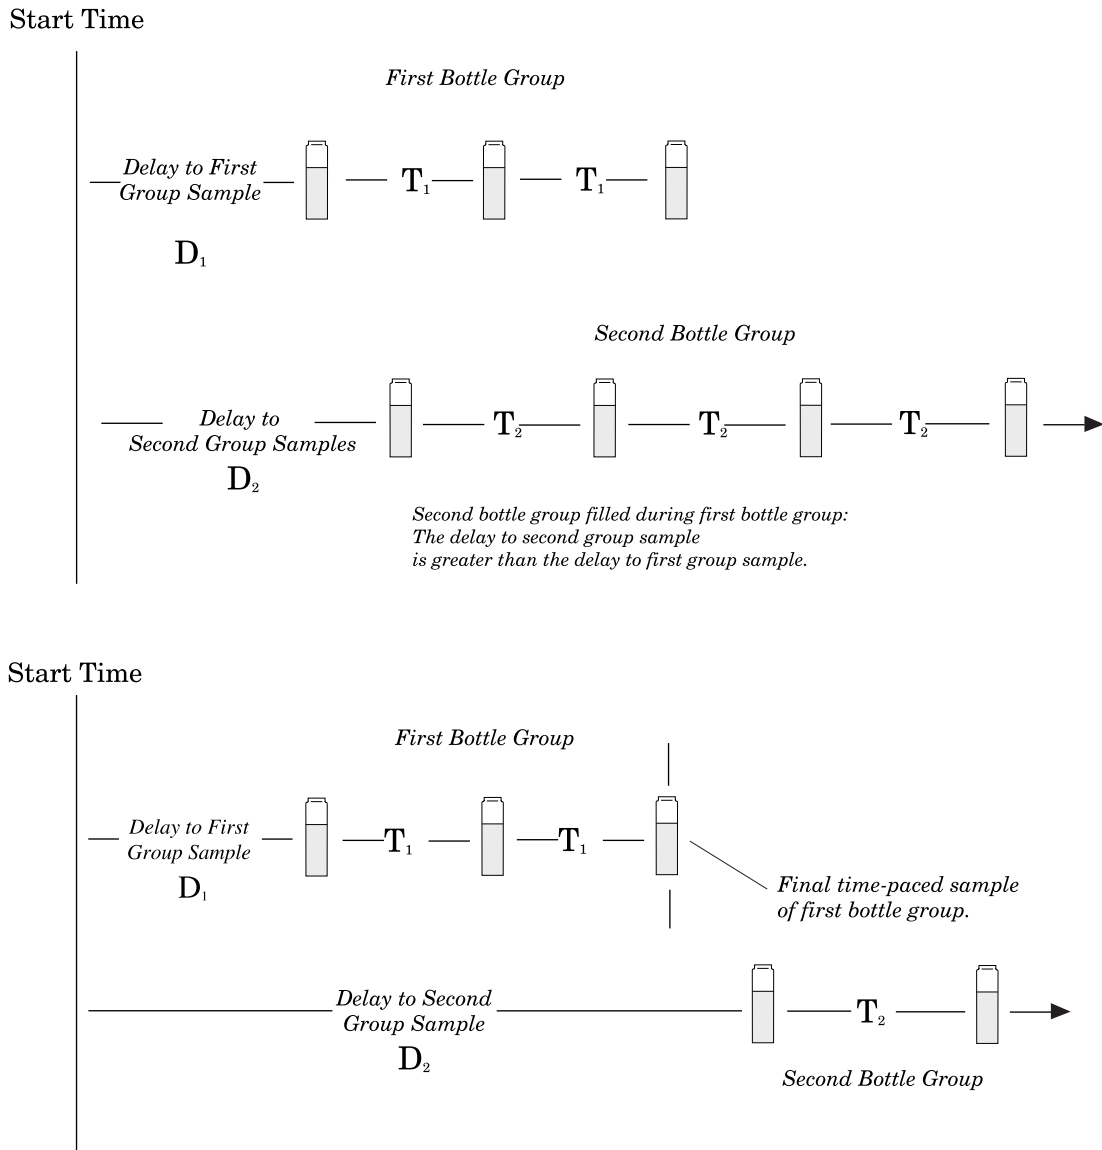 Start Time
First Bottle Group
Delay to First
Group Sample
T1
T1
D1
Second Bottle Group
Delay to
Second Group Samples
T2
T2
T2
D2
Second bottle group filled during first bottle group:
The delay to second group sample
is greater than the delay to first group sample.
Start Time
First Bottle Group
Delay to First
Group Sample
T1
T1
D1
Final time-paced sample
of first bottle group.
Delay to Second
Group Sample
T2
D2
Second Bottle Group